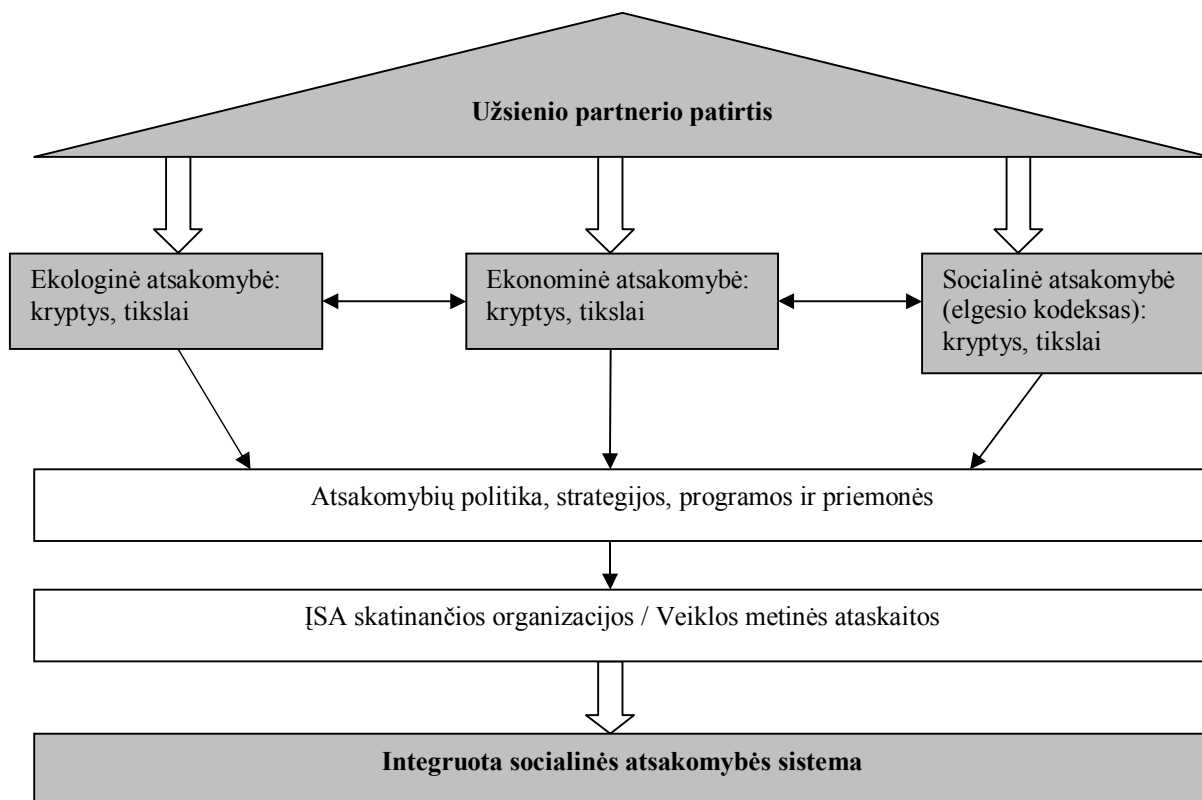 Užsienio partnerio patirtis
Ekologinė atsakomybė:
kryptys, tikslai
Ekonominė atsakomybė:
kryptys, tikslai
Socialinė atsakomybė
(elgesio kodeksas):
kryptys, tikslai
Atsakomybių politika, strategijos, programos ir priemonės
ĮSA skatinančios organizacijos / Veiklos metinės ataskaitos
Integruota socialinės atsakomybės sistema